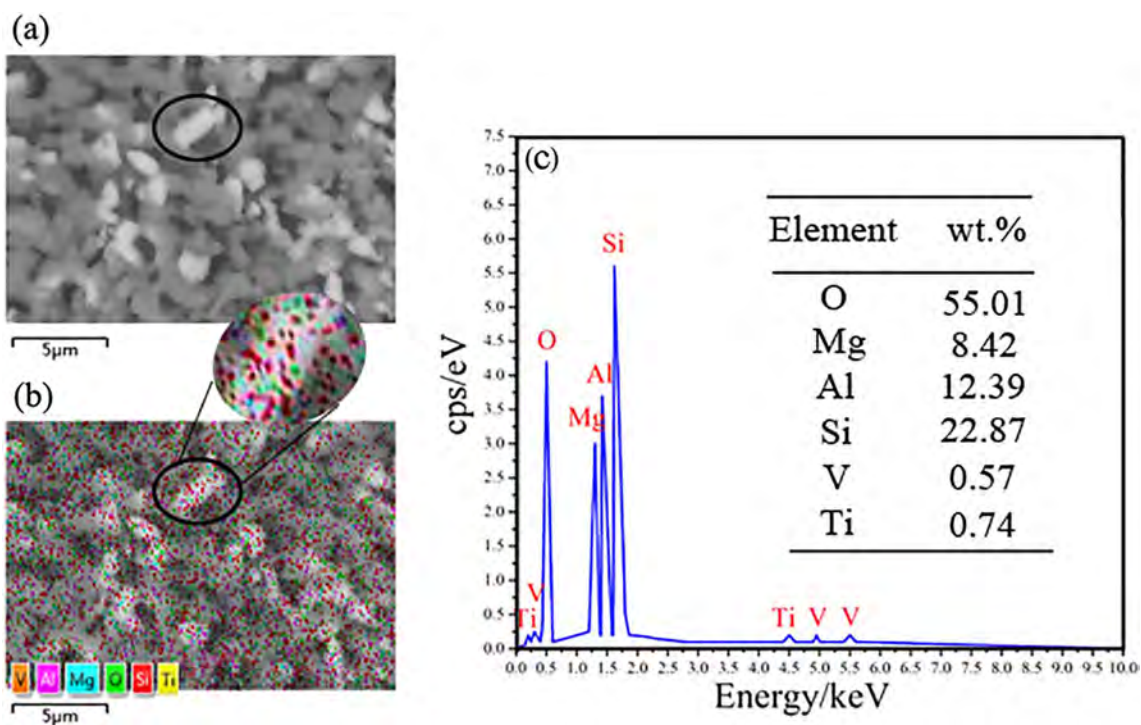 (a)
5μm
(b)
V Al Mg O Si Ti
5μm
(c)
cps/eV
7.5
7.0
6.5
6.0
5.5
5.0
4.5
4.0
3.5
3.0
2.5
2.0
1.5
1.0
0.5
0.0
Ti
V
O
Mg
Al
Si
Ti V V
Element wt.%
O 55.01
Mg 8.42
Al 12.39
Si 22.87
V 0.57
Ti 0.74
0.0 0.5 1.0 1.5 2.0 2.5 3.0 3.5 4.0 4.5 5.0 5.5 6.0 6.5 7.0 7.5 8.0 8.5 9.0 9.5 10.0
Energy/keV